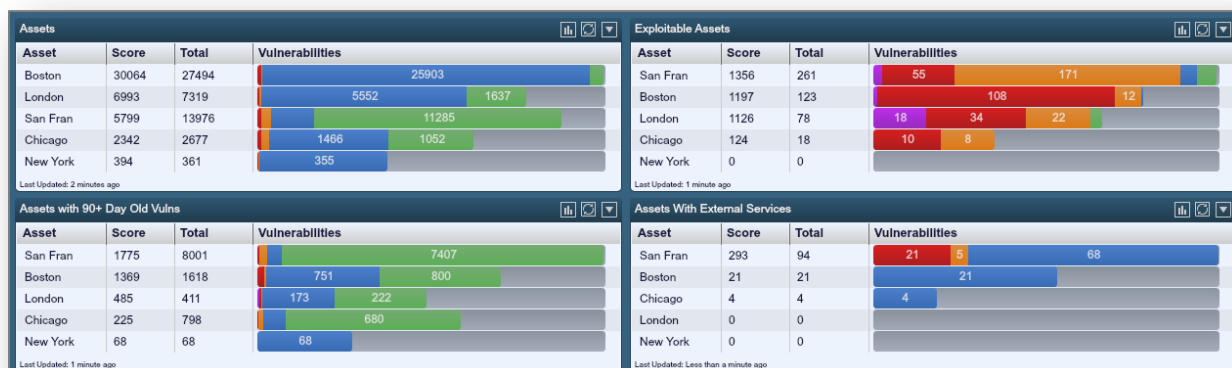 Assets
Asset Score Total Vulnerabilities
Boston 30064 27494 25903
London 6993 7319 5552 1637
San Fran 5799 13976 11285
Chicago 2342 2677 1466 1052
New York 394 361 355
Last Updated: 2 minutes ago
Exploitable Assets
Asset Score Total Vulnerabilities
San Fran 1356 261 55 171
Boston 1197 123 108 12
London 1126 78 18 34 22
Chicago 124 18 10 8
New York 0 0
Last Updated: 1 minute ago
Assets with 90+ Day Old Vulns
Asset Score Total Vulnerabilities
San Fran 1775 8001 7407
Boston 1369 1618 751 800
London 485 411 173 222
Chicago 225 798 680
New York 68 68 68
Last Updated: 1 minute ago
Assets With External Services
Asset Score Total Vulnerabilities
San Fran 293 94 21 5 68
Boston 21 21 21
Chicago 4 4 4
London 0 0
New York 0 0
Last Updated: Less than a minute ago